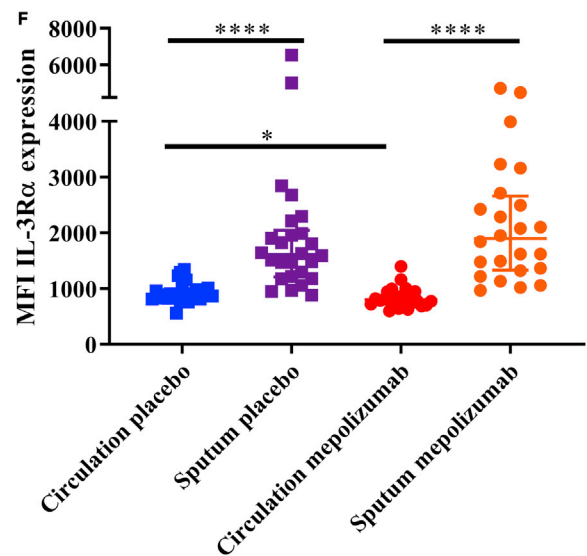 F
MFI IL-3Rα expression
8000
6000
4000
3000
2000
1000
0
****
****
*
Circulation placebo
Sputum placebo
Circulation mepolizumab
Sputum mepolizumab